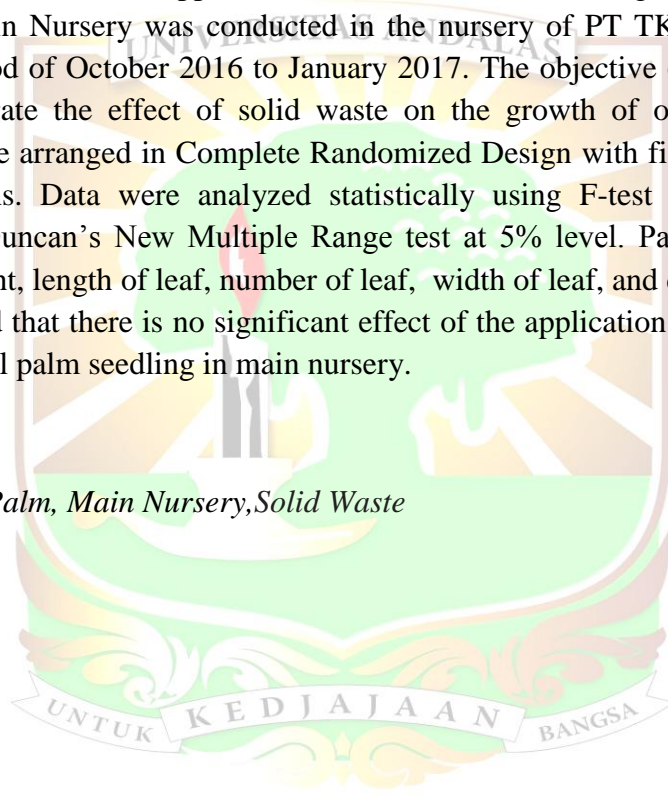 in Nursery was conducted in the nursery of PT TK
UNIVERSITAS ANDALAS
od of October 2016 to January 2017. The objective
ate the effect of solid waste on the growth of o
e arranged in Complete Randomized Design with fi
s. Data were analyzed statistically using F-test
Duncan's New Multiple Range test at 5% level. Pa
nt, length of leaf, number of leaf, width of leaf, and
d that there is no significant effect of the application
l palm seedling in main nursery.
Palm, Main Nursery,Solid Waste
UNTUK KEDJAJAAN BANGSA